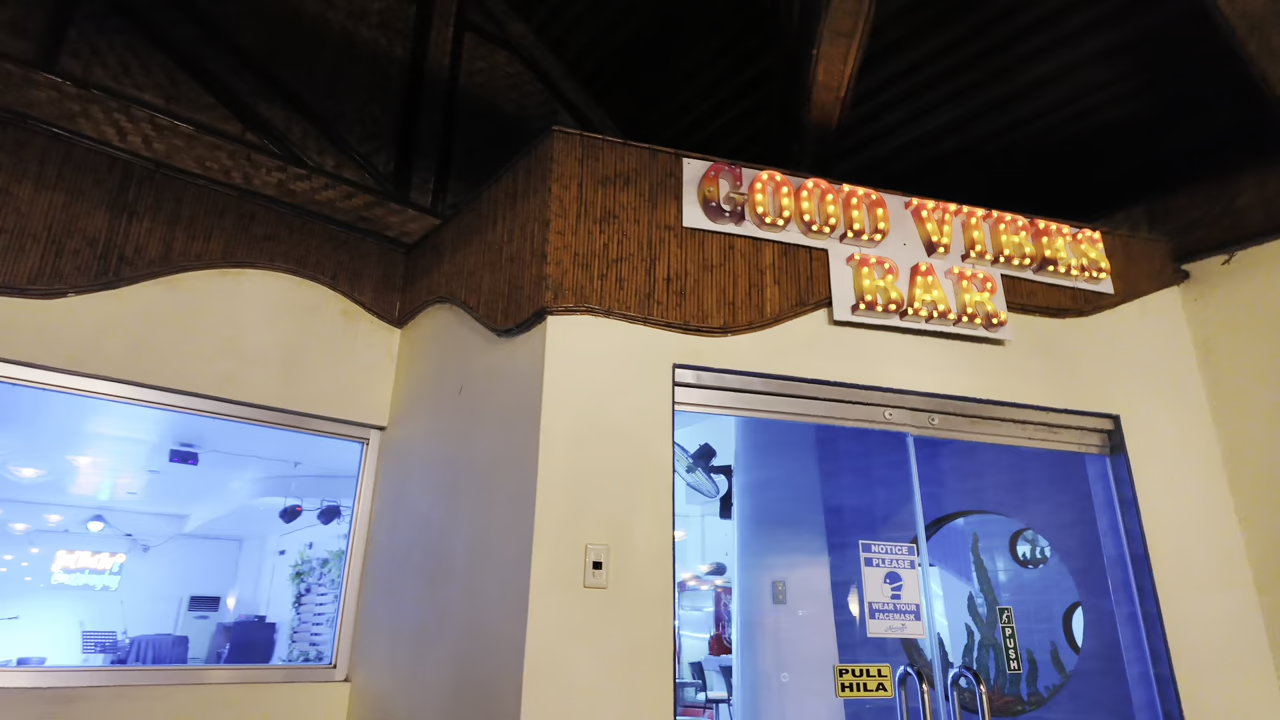 GOOD VIBES
BAR
NOTICE
PLEASE
WEAR YOUR
FACEMASK
PUSH
PULL
HILA